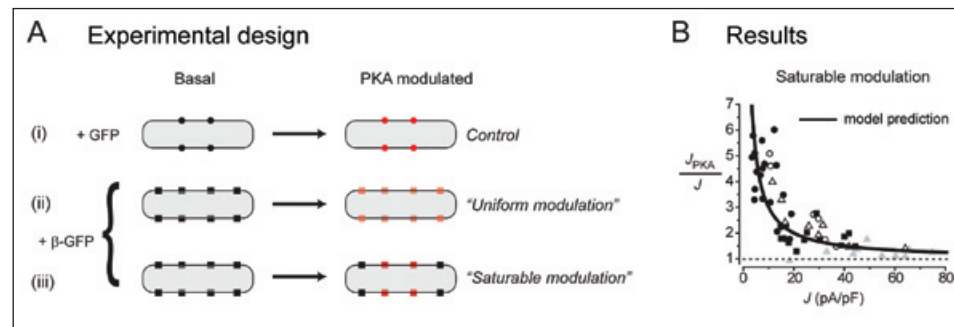 A Experimental design
Basal PKA modulated
(i) + GFP Control
(ii) "Uniform modulation"
+ β-GFP
(iii) "Saturable modulation"
B Results
Saturable modulation
model prediction
J_PKA
J
7
6
5
4
3
2
1
0 20 40 60 80
J (pA/pF)